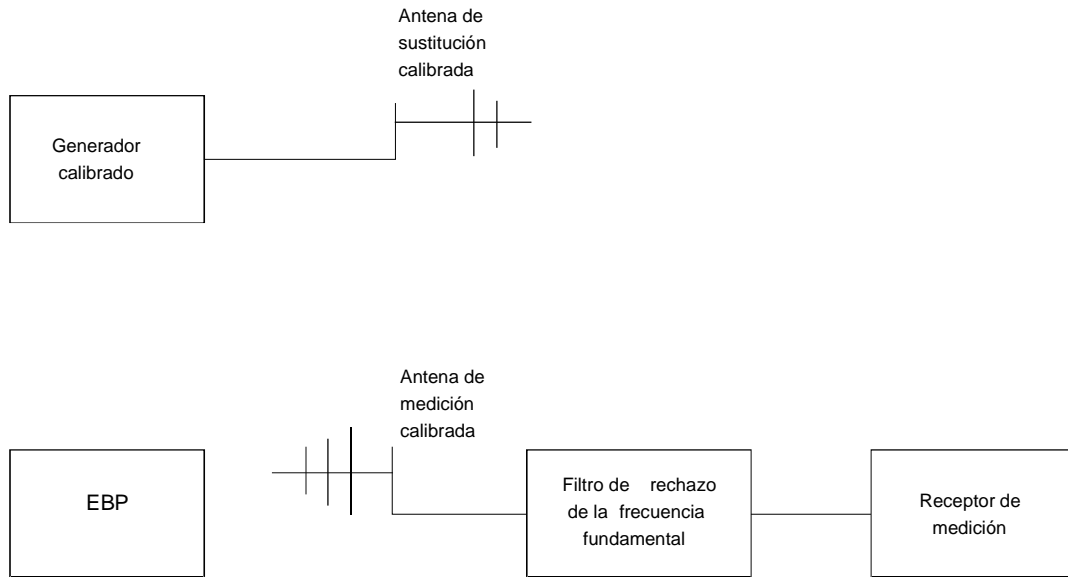 Antena de
sustitución
calibrada
Generador
calibrado
Antena de
medición
calibrada
EBP
Filtro de rechazo
de la frecuencia
fundamental
Receptor de
medición